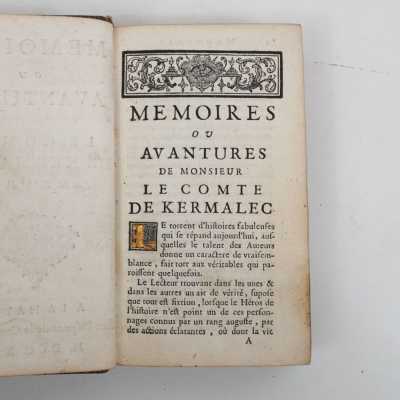 MEMOIRES
OU
AVANTURES
DE MONSIEUR
LE COMTE
DE KERMALEC
LE torrent d'histoires fabuleuses
qui se répand aujourd'hui, aus-
quelles le talent des Auteurs
donne un caractère de vraisem-
blance, fait tort aux véritables qui pa-
roissent quelquefois.
Le Lecteur trouvant dans les unes &
dans les autres un air de vérité, supose
que tout est fiction, lorsque le Héros de
l'histoire n'est point un de ces person-
nages connus par un rang auguste, par
des actions éclatantes, où dont la vie
A